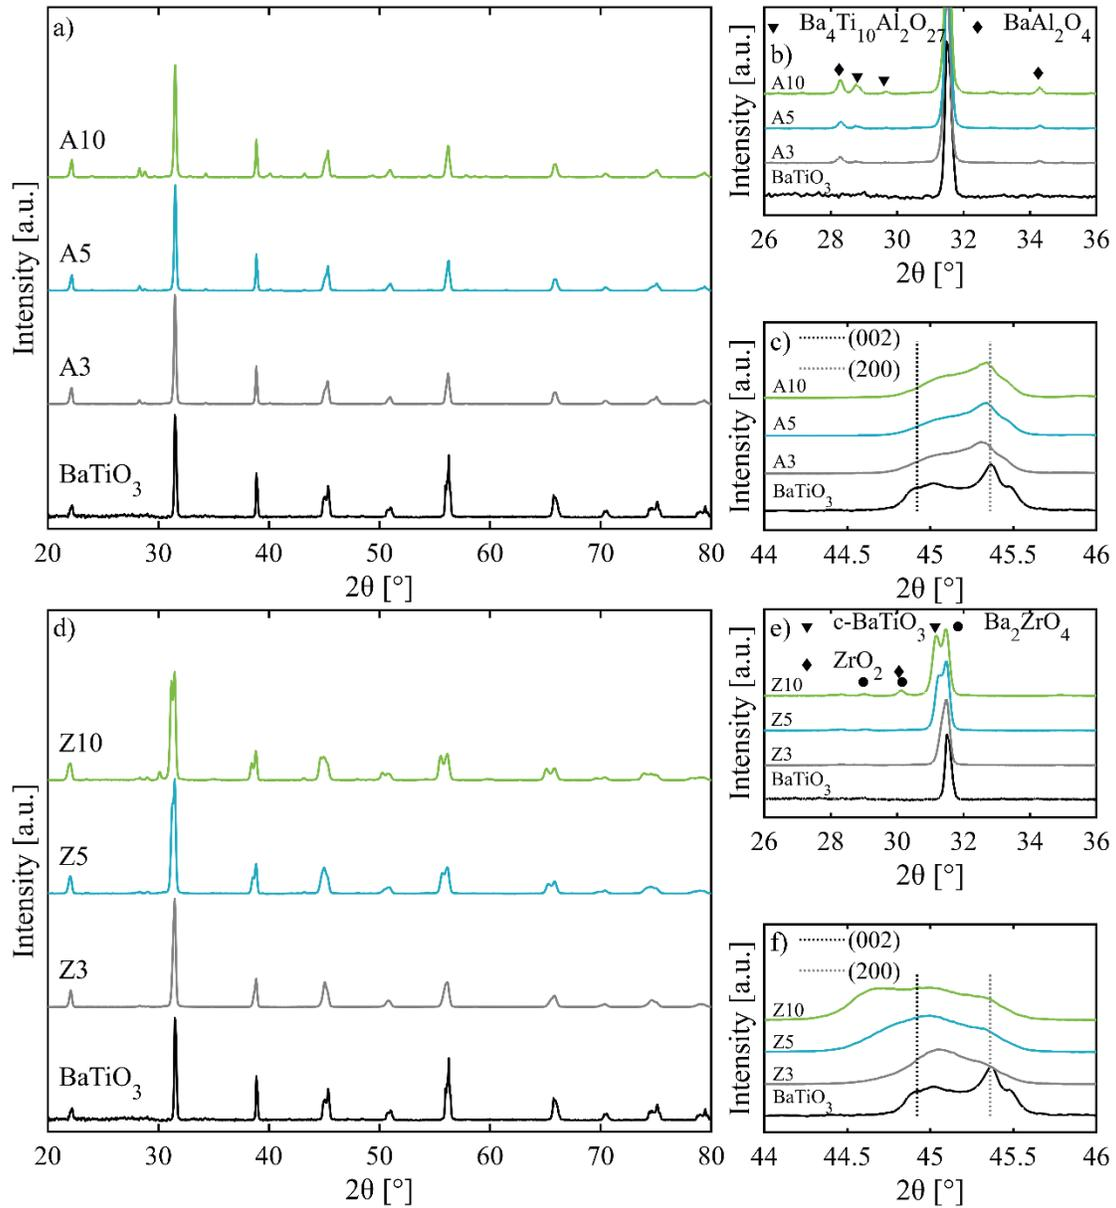 a)
A10
A5
A3
BaTiO3
Intensity [a.u.]
20 30 40 50 60 70 80
2θ [°]
▼ Ba4Ti10Al2O27 ♦ BaAl2O4
b)
A10
A5
A3
BaTiO3
Intensity [a.u.]
26 28 30 32 34 36
2θ [°]
c) (002)
(200)
A10
A5
A3
BaTiO3
Intensity [a.u.]
44 44.5 45 45.5 46
2θ [°]
d)
Z10
Z5
Z3
BaTiO3
Intensity [a.u.]
20 30 40 50 60 70 80
2θ [°]
e) ▼ c-BaTiO3 ● Ba2ZrO4
♦ ZrO2
Z10
Z5
Z3
BaTiO3
Intensity [a.u.]
26 28 30 32 34 36
2θ [°]
f) (002)
(200)
Z10
Z5
Z3
BaTiO3
Intensity [a.u.]
44 44.5 45 45.5 46
2θ [°]